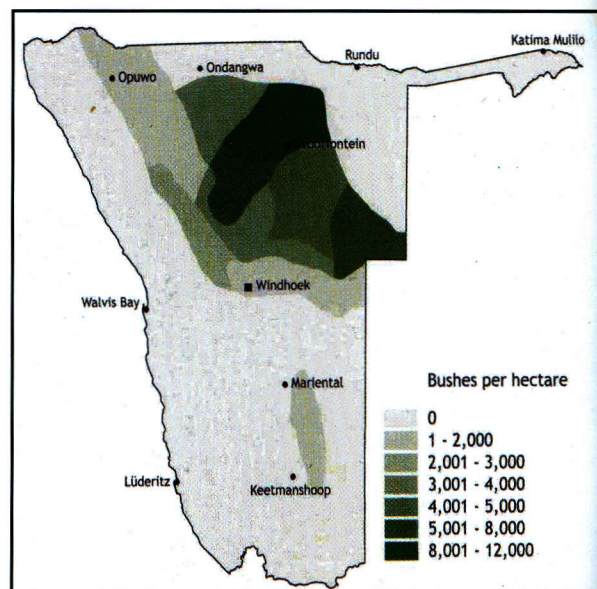 Katima Mulilo
Rundu
Ondangwa
Opuwo
Windhoek
Walvis Bay
Mariental
Bushes per hectare
0
1 - 2,000
2,001 - 3,000
3,001 - 4,000
4,001 - 5,000
5,001 - 8,000
8,001 - 12,000
Lüderitz
Keetmanshoop